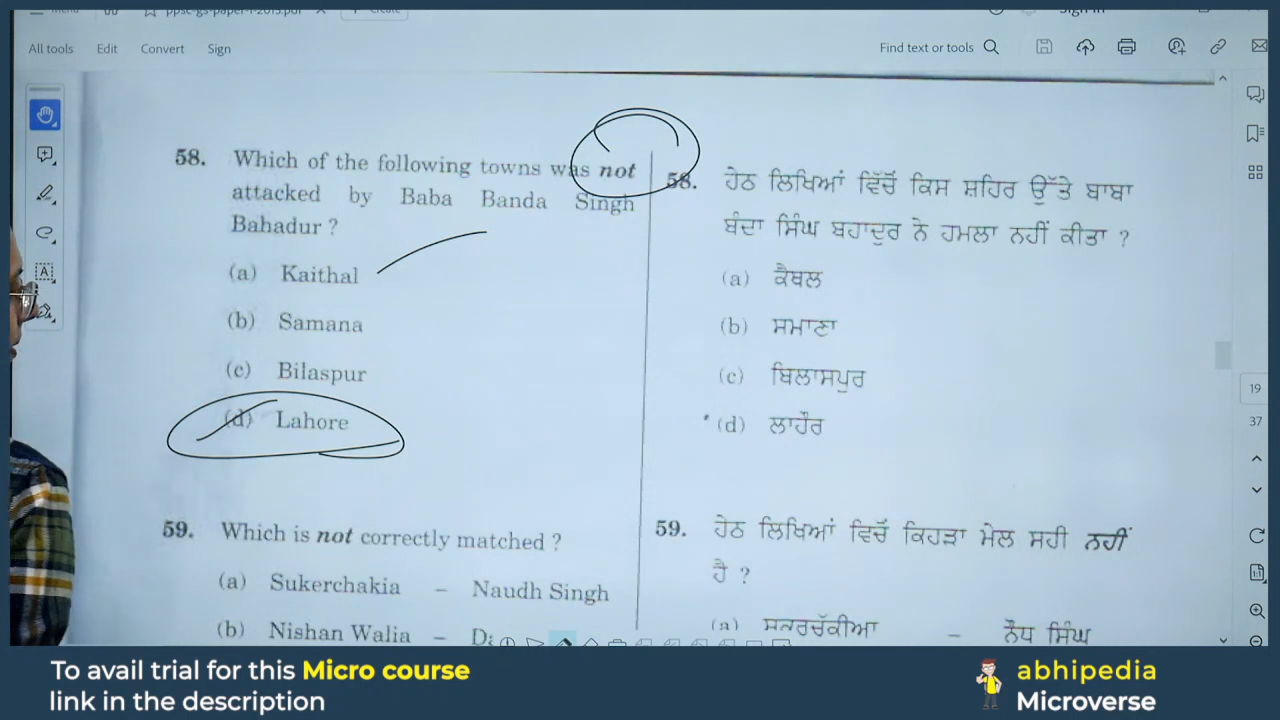 All tools Edit Convert Sign
Find text or tools
58. Which of the following towns was not
attacked by Baba Banda Singh
Bahadur ?
(a) Kaithal
(b) Samana
(c) Bilaspur
(d) Lahore
59. Which is not correctly matched ?
(a) Sukerchakia – Naudh Singh
(b) Nishan Walia –
58. ਹੇਠ ਲਿਖਿਆਂ ਵਿੱਚੋਂ ਕਿਸ ਸ਼ਹਿਰ ਉੱਤੇ ਬਾਬਾ
ਬੰਦਾ ਸਿੰਘ ਬਹਾਦੁਰ ਨੇ ਹਮਲਾ ਨਹੀਂ ਕੀਤਾ ?
(a) ਕੈਥਲ
(b) ਸਮਾਣਾ
(c) ਬਿਲਾਸਪੁਰ
(d) ਲਾਹੌਰ
59. ਹੇਠ ਲਿਖਿਆਂ ਵਿਚੋਂ ਕਿਹੜਾ ਮੇਲ ਸਹੀ ਨਹੀਂ
ਹੈ ?
(a) ਸੁਕਰਚੱਕੀਆ – ਨੌਧ ਸਿੰਘ
19
37
To avail trial for this Micro course
link in the description
abhipedia
Microverse